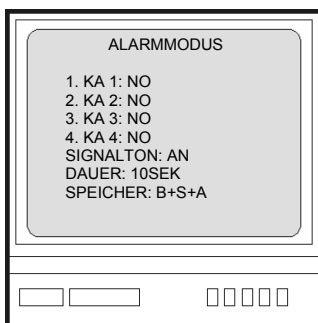 ALARMMODUS
1. KA 1: NO
2. KA 2: NO
3. KA 3: NO
4. KA 4: NO
SIGNALTON: AN
DAUER: 10SEK
SPEICHER: B+S+A